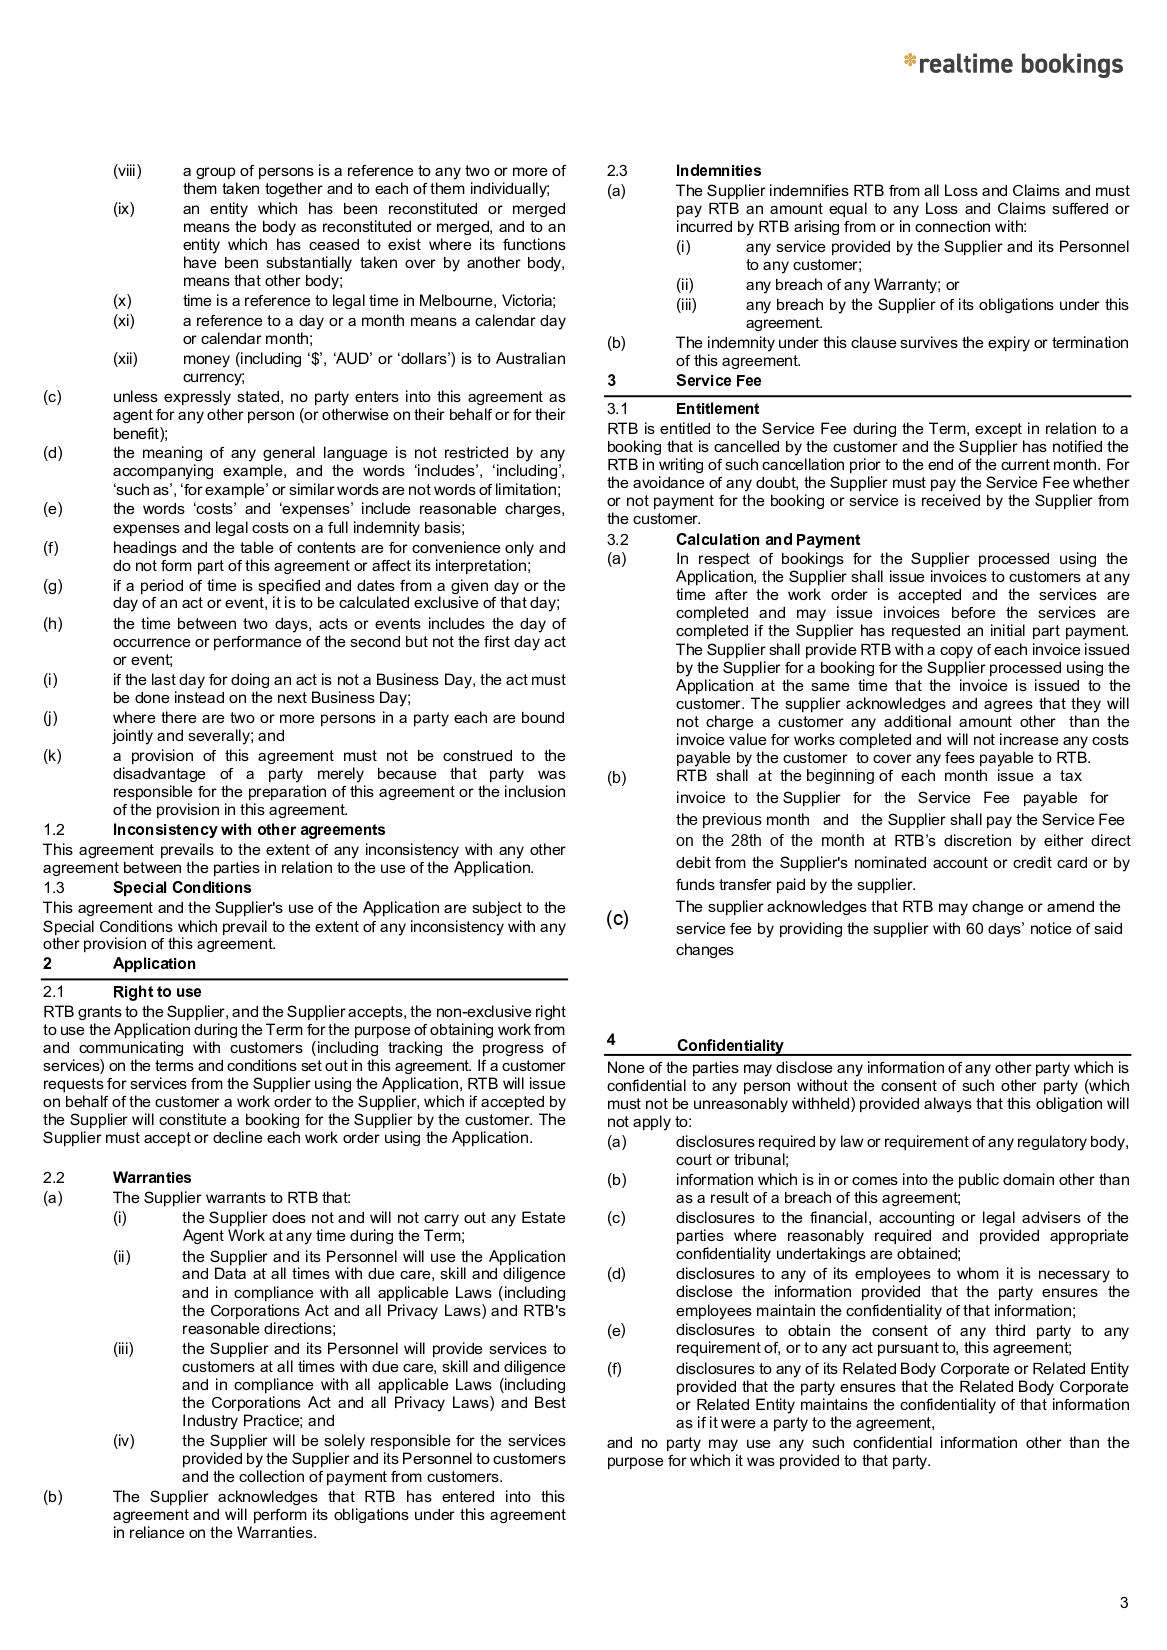 *realtime bookings
(viii) a group of persons is a reference to any two or more of
them taken together and to each of them individually;
(ix) an entity which has been reconstituted or merged
means the body as reconstituted or merged, and to an
entity which has ceased to exist where its functions
have been substantially taken over by another body,
means that other body;
(x) time is a reference to legal time in Melbourne, Victoria;
(xi) a reference to a day or a month means a calendar day
or calendar month;
(xii) money (including ‘$’, ‘AUD’ or ‘dollars’) is to Australian
currency;
(c) unless expressly stated, no party enters into this agreement as
agent for any other person (or otherwise on their behalf or for their
benefit);
(d) the meaning of any general language is not restricted by any
accompanying example, and the words ‘includes’, ‘including’,
‘such as’, ‘for example’ or similar words are not words of limitation;
(e) the words ‘costs’ and ‘expenses’ include reasonable charges,
expenses and legal costs on a full indemnity basis;
(f) headings and the table of contents are for convenience only and
do not form part of this agreement or affect its interpretation;
(g) if a period of time is specified and dates from a given day or the
day of an act or event, it is to be calculated exclusive of that day;
(h) the time between two days, acts or events includes the day of
occurrence or performance of the second but not the first day act
or event;
(i) if the last day for doing an act is not a Business Day, the act must
be done instead on the next Business Day;
(j) where there are two or more persons in a party each are bound
jointly and severally; and
(k) a provision of this agreement must not be construed to the
disadvantage of a party merely because that party was
responsible for the preparation of this agreement or the inclusion
of the provision in this agreement.
1.2 Inconsistency with other agreements
This agreement prevails to the extent of any inconsistency with any other
agreement between the parties in relation to the use of the Application.
1.3 Special Conditions
This agreement and the Supplier's use of the Application are subject to the
Special Conditions which prevail to the extent of any inconsistency with any
other provision of this agreement.
2 Application
2.1 Right to use
RTB grants to the Supplier, and the Supplier accepts, the non-exclusive right
to use the Application during the Term for the purpose of obtaining work from
and communicating with customers (including tracking the progress of
services) on the terms and conditions set out in this agreement. If a customer
requests for services from the Supplier using the Application, RTB will issue
on behalf of the customer a work order to the Supplier, which if accepted by
the Supplier will constitute a booking for the Supplier by the customer. The
Supplier must accept or decline each work order using the Application.
2.2 Warranties
(a) The Supplier warrants to RTB that:
(i) the Supplier does not and will not carry out any Estate
Agent Work at any time during the Term;
(ii) the Supplier and its Personnel will use the Application
and Data at all times with due care, skill and diligence
and in compliance with all applicable Laws (including
the Corporations Act and all Privacy Laws) and RTB's
reasonable directions;
(iii) the Supplier and its Personnel will provide services to
customers at all times with due care, skill and diligence
and in compliance with all applicable Laws (including
the Corporations Act and all Privacy Laws) and Best
Industry Practice; and
(iv) the Supplier will be solely responsible for the services
provided by the Supplier and its Personnel to customers
and the collection of payment from customers.
(b) The Supplier acknowledges that RTB has entered into this
agreement and will perform its obligations under this agreement
in reliance on the Warranties.
2.3 Indemnities
(a) The Supplier indemnifies RTB from all Loss and Claims and must
pay RTB an amount equal to any Loss and Claims suffered or
incurred by RTB arising from or in connection with:
(i) any service provided by the Supplier and its Personnel
to any customer;
(ii) any breach of any Warranty; or
(iii) any breach by the Supplier of its obligations under this
agreement.
(b) The indemnity under this clause survives the expiry or termination
of this agreement.
3 Service Fee
3.1 Entitlement
RTB is entitled to the Service Fee during the Term, except in relation to a
booking that is cancelled by the customer and the Supplier has notified the
RTB in writing of such cancellation prior to the end of the current month. For
the avoidance of any doubt, the Supplier must pay the Service Fee whether
or not payment for the booking or service is received by the Supplier from
the customer.
3.2 Calculation and Payment
(a) In respect of bookings for the Supplier processed using the
Application, the Supplier shall issue invoices to customers at any
time after the work order is accepted and the services are
completed and may issue invoices before the services are
completed if the Supplier has requested an initial part payment.
The Supplier shall provide RTB with a copy of each invoice issued
by the Supplier for a booking for the Supplier processed using the
Application at the same time that the invoice is issued to the
customer. The supplier acknowledges and agrees that they will
not charge a customer any additional amount other than the
invoice value for works completed and will not increase any costs
payable by the customer to cover any fees payable to RTB.
(b) RTB shall at the beginning of each month issue a tax
invoice to the Supplier for the Service Fee payable for
the previous month and the Supplier shall pay the Service Fee
on the 28th of the month at RTB’s discretion by either direct
debit from the Supplier's nominated account or credit card or by
funds transfer paid by the supplier.
(c) The supplier acknowledges that RTB may change or amend the
service fee by providing the supplier with 60 days’ notice of said
changes
4 Confidentiality
None of the parties may disclose any information of any other party which is
confidential to any person without the consent of such other party (which
must not be unreasonably withheld) provided always that this obligation will
not apply to:
(a) disclosures required by law or requirement of any regulatory body,
court or tribunal;
(b) information which is in or comes into the public domain other than
as a result of a breach of this agreement;
(c) disclosures to the financial, accounting or legal advisers of the
parties where reasonably required and provided appropriate
confidentiality undertakings are obtained;
(d) disclosures to any of its employees to whom it is necessary to
disclose the information provided that the party ensures the
employees maintain the confidentiality of that information;
(e) disclosures to obtain the consent of any third party to any
requirement of, or to any act pursuant to, this agreement;
(f) disclosures to any of its Related Body Corporate or Related Entity
provided that the party ensures that the Related Body Corporate
or Related Entity maintains the confidentiality of that information
as if it were a party to the agreement,
and no party may use any such confidential information other than the
purpose for which it was provided to that party.
3